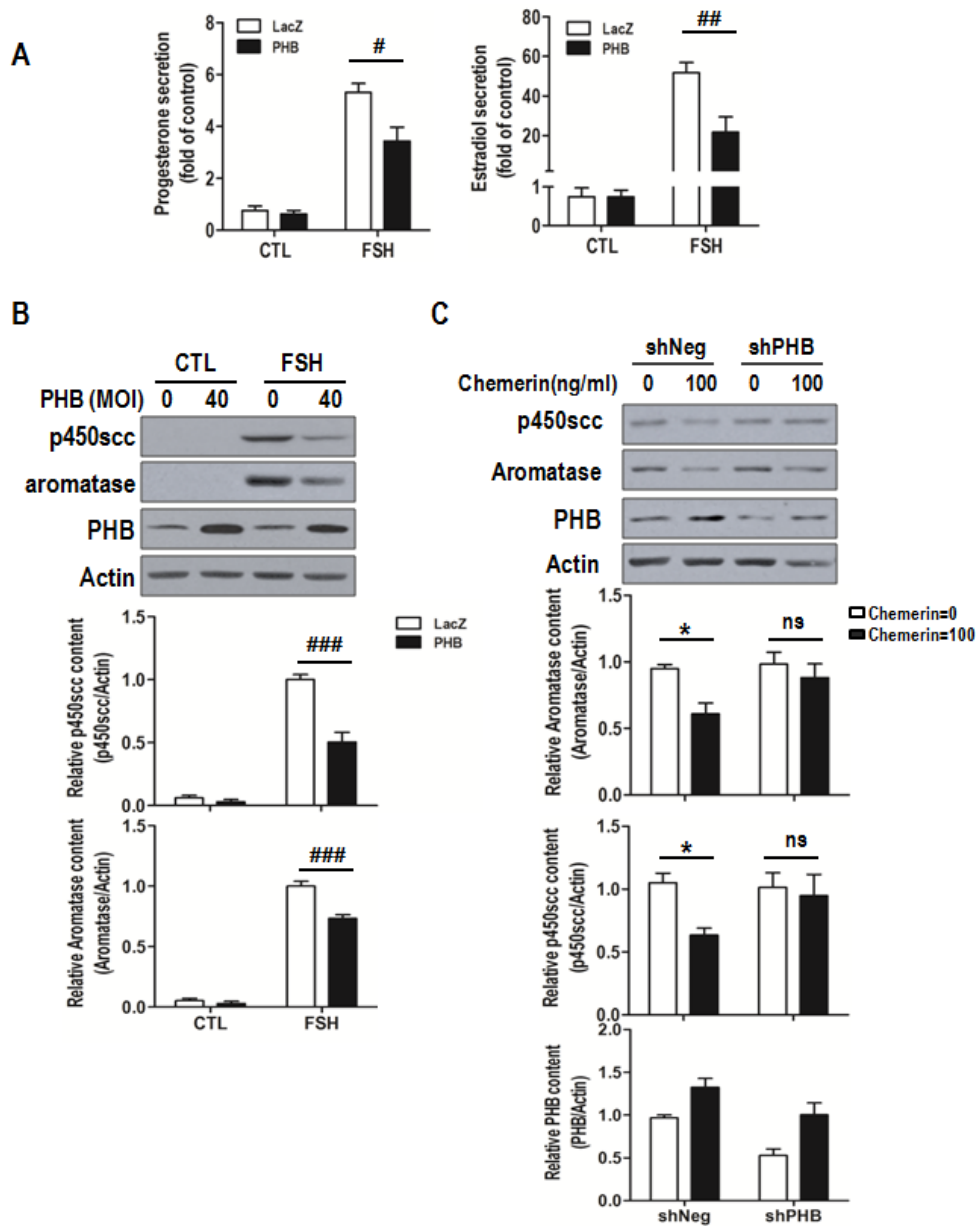 A
Progesterone secretion
(fold of control)
8
6
4
2
0
LacZ
PHB
#
CTL
FSH
Estradiol secretion
(fold of control)
80
60
40
20
1
0
LacZ
PHB
##
CTL
FSH
B
CTL FSH
PHB (MOI) 0 40 0 40
p450scc
aromatase
PHB
Actin
Relative p450scc content
(p450scc/Actin)
1.5
1.0
0.5
0.0
###
LacZ
PHB
Relative Aromatase content
(Aromatase/Actin)
1.5
1.0
0.5
0.0
###
CTL
FSH
C
shNeg shPHB
Chemerin(ng/ml) 0 100 0 100
p450scc
Aromatase
PHB
Actin
Relative Aromatase content
(Aromatase/Actin)
1.5
1.0
0.5
0.0
*
ns
Chemerin=0
Chemerin=100
Relative p450scc content
(p450scc/Actin)
1.5
1.0
0.5
0.0
*
ns
Relative PHB content
(PHB/Actin)
2.0
1.5
1.0
0.5
0.0
shNeg
shPHB